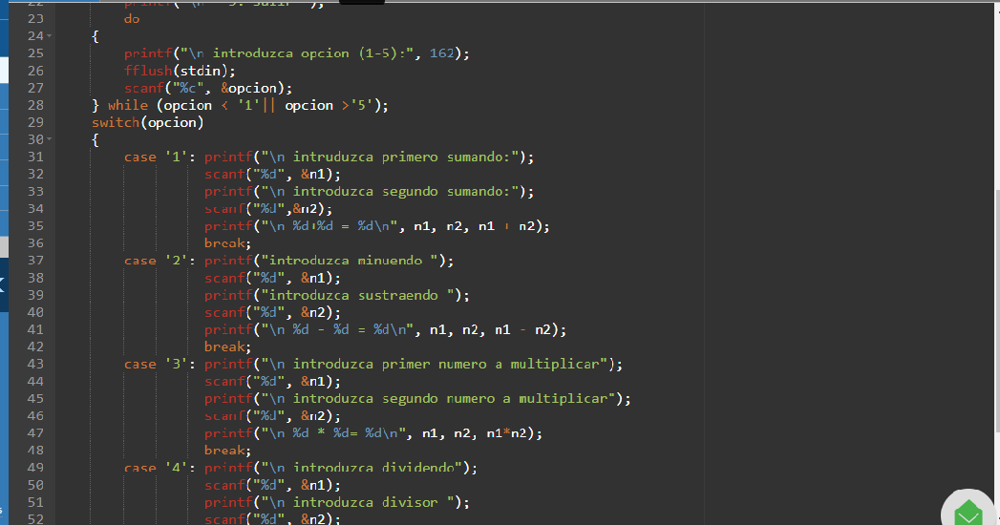 22 printf("\n 5. Salir ");
23 do
24 {
25 printf("\n introduzca opcion (1-5):", 162);
26 fflush(stdin);
27 scanf("%c", &opcion);
28 } while (opcion < '1'|| opcion >'5');
29 switch(opcion)
30 {
31 case '1': printf("\n intruduzca primero sumando:");
32 scanf("%d", &n1);
33 printf("\n introduzca segundo sumando:");
34 scanf("%d",&n2);
35 printf("\n %d+%d = %d\n", n1, n2, n1 + n2);
36 break;
37 case '2': printf("introduzca minuendo ");
38 scanf("%d", &n1);
39 printf("introduzca sustraendo ");
40 scanf("%d", &n2);
41 printf("\n %d - %d = %d\n", n1, n2, n1 - n2);
42 break;
43 case '3': printf("\n introduzca primer numero a multiplicar");
44 scanf("%d", &n1);
45 printf("\n introduzca segundo numero a multiplicar");
46 scanf("%d", &n2);
47 printf("\n %d * %d= %d\n", n1, n2, n1*n2);
48 break;
49 case '4': printf("\n introduzca dividendo");
50 scanf("%d", &n1);
51 printf("\n introduzca divisor ");
52 scanf("%d", &n2);